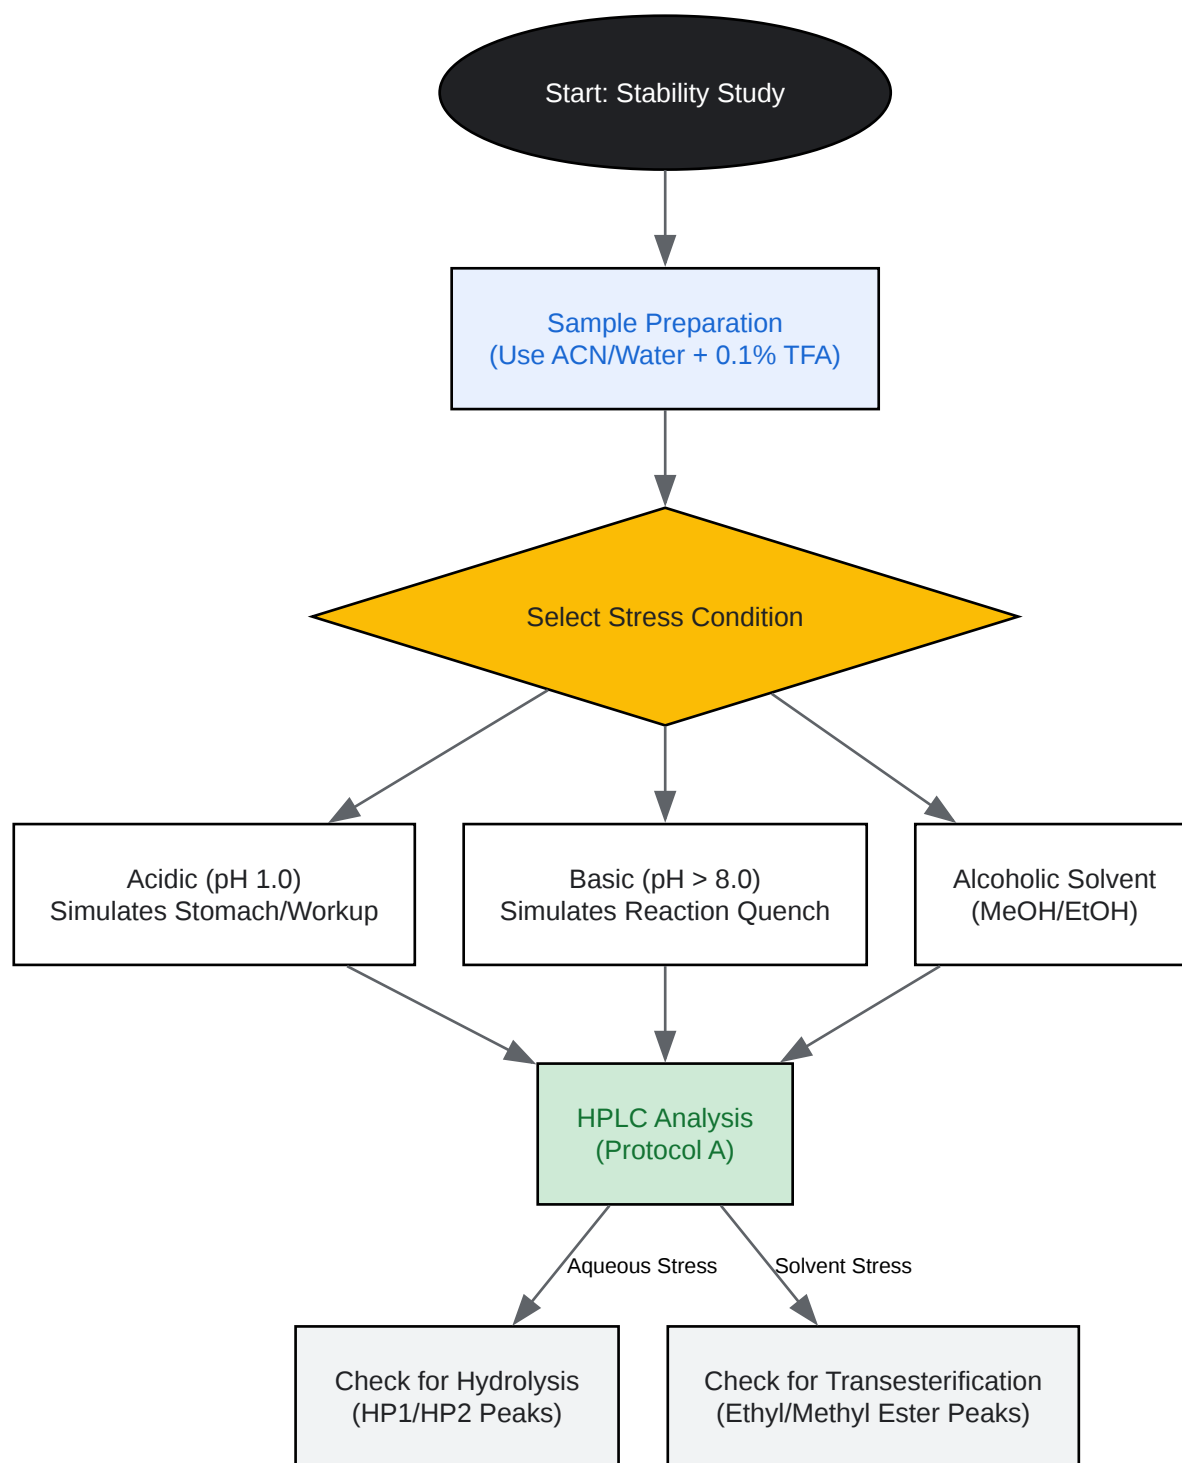 Start: Stability Study
Sample Preparation
(Use ACN/Water + 0.1% TFA)
Select Stress Condition
Acidic (pH 1.0)
Simulates Stomach/Workup
Basic (pH > 8.0)
Simulates Reaction Quench
Alcoholic Solvent
(MeOH/EtOH)
HPLC Analysis
(Protocol A)
Aqueous Stress
Solvent Stress
Check for Hydrolysis
(HP1/HP2 Peaks)
Check for Transesterification
(Ethyl/Methyl Ester Peaks)